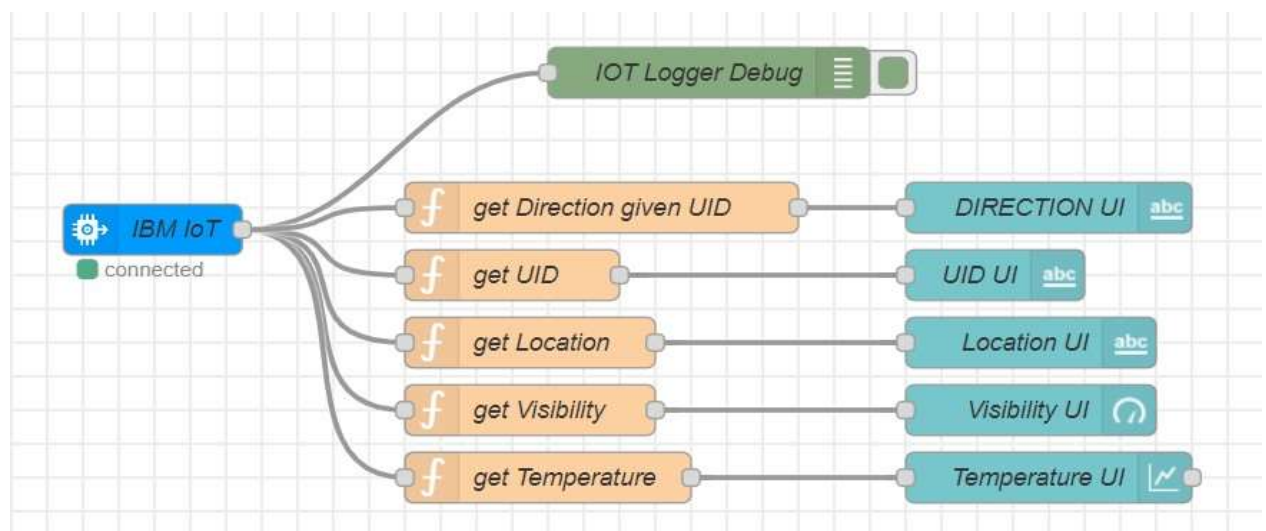 IOT Logger Debug
get Direction given UID
DIRECTION UI
abc
IBM IoT
connected
get UID
UID UI
abc
get Location
Location UI
abc
get Visibility
Visibility UI
get Temperature
Temperature UI